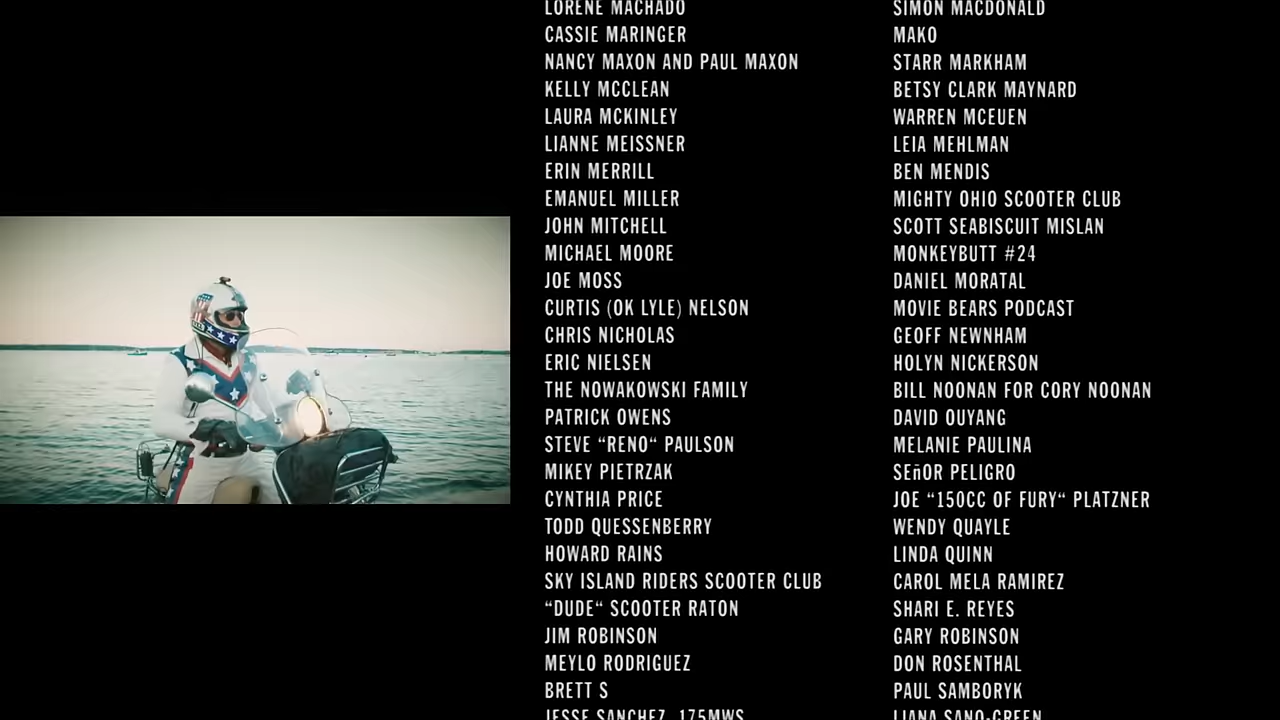 LORENE MACHADO
CASSIE MARINGER
NANCY MAXON AND PAUL MAXON
KELLY MCCLEAN
LAURA MCKINLEY
LIANNE MEISSNER
ERIN MERRILL
EMANUEL MILLER
JOHN MITCHELL
MICHAEL MOORE
JOE MOSS
CURTIS (OK LYLE) NELSON
CHRIS NICHOLAS
ERIC NIELSEN
THE NOWAKOWSKI FAMILY
PATRICK OWENS
STEVE “RENO“ PAULSON
MIKEY PIETRZAK
CYNTHIA PRICE
TODD QUESSENBERRY
HOWARD RAINS
SKY ISLAND RIDERS SCOOTER CLUB
“DUDE“ SCOOTER RATON
JIM ROBINSON
MEYLO RODRIGUEZ
BRETT S
JESSE SANCHEZ, 175MWS
SIMON MACDONALD
MAKO
STARR MARKHAM
BETSY CLARK MAYNARD
WARREN MCEUEN
LEIA MEHLMAN
BEN MENDIS
MIGHTY OHIO SCOOTER CLUB
SCOTT SEABISCUIT MISLAN
MONKEYBUTT #24
DANIEL MORATAL
MOVIE BEARS PODCAST
GEOFF NEWNHAM
HOLYN NICKERSON
BILL NOONAN FOR CORY NOONAN
DAVID OUYANG
MELANIE PAULINA
SEñOR PELIGRO
JOE “150CC OF FURY“ PLATZNER
WENDY QUAYLE
LINDA QUINN
CAROL MELA RAMIREZ
SHARI E. REYES
GARY ROBINSON
DON ROSENTHAL
PAUL SAMBORYK
LIANA SANO-GREEN